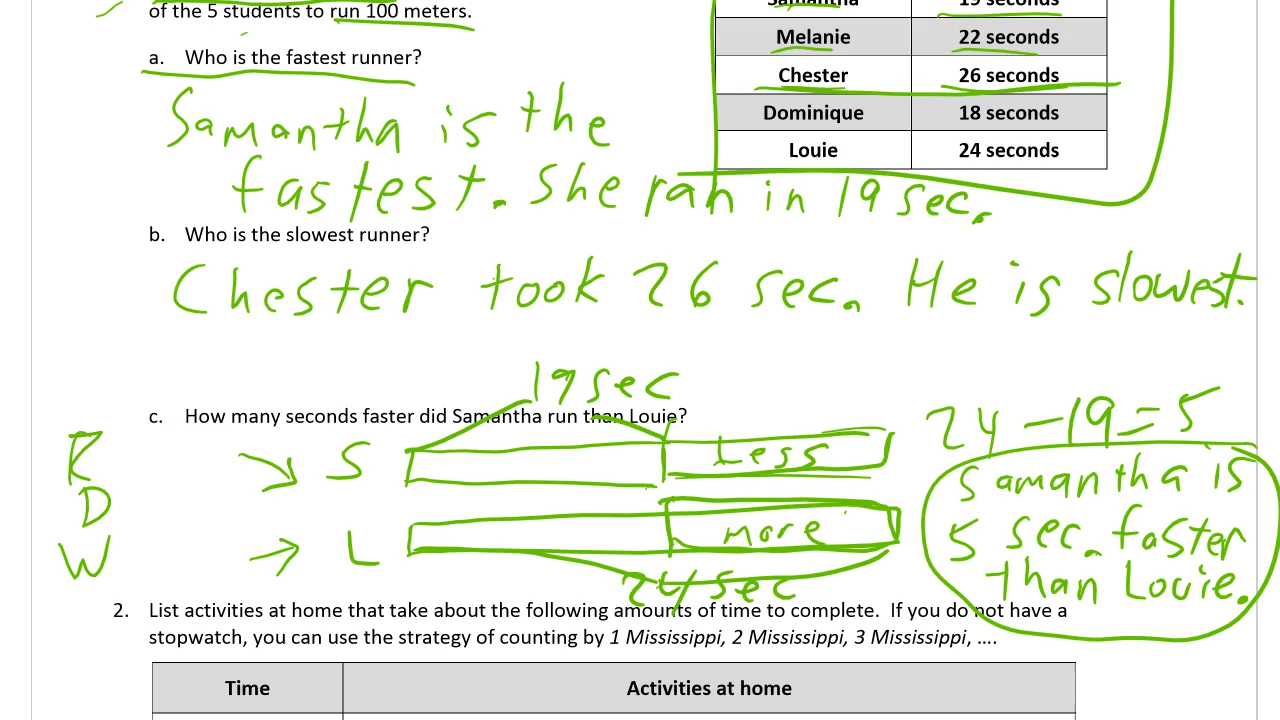 of the 5 students to run 100 meters.
Samantha 19 seconds
Melanie 22 seconds
Chester 26 seconds
Dominique 18 seconds
Louie 24 seconds
a. Who is the fastest runner?
Samantha is the
fastest. She ran in 19 sec.
b. Who is the slowest runner?
Chester took 26 sec. He is slowest.
19 sec
c. How many seconds faster did Samantha run than Louie?
24 - 19 = 5
R
D
W
S Less
L more
24 sec
Samantha is
5 sec. faster
than Louie.
2. List activities at home that take about the following amounts of time to complete. If you do not have a
stopwatch, you can use the strategy of counting by 1 Mississippi, 2 Mississippi, 3 Mississippi, ….
Time Activities at home